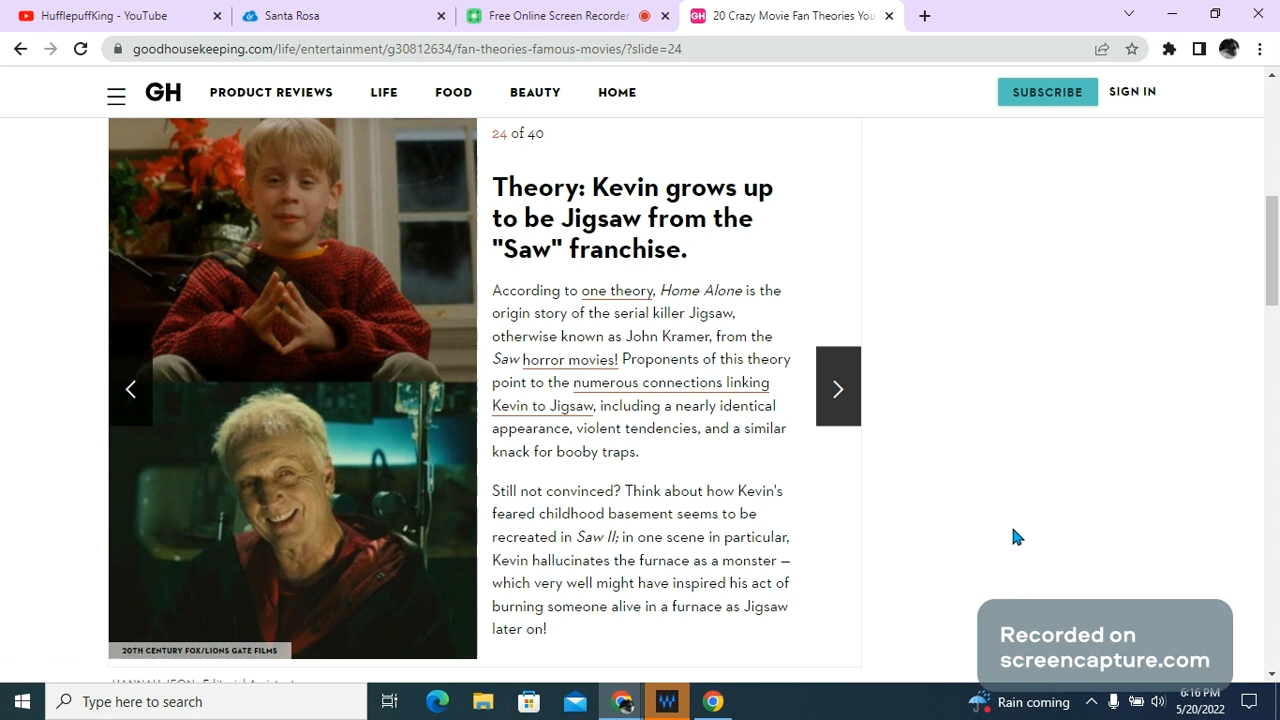 HufflepuffKing - YouTube
Santa Rosa
Free Online Screen Recorder
20 Crazy Movie Fan Theories You
goodhousekeeping.com/life/entertainment/g30812634/fan-theories-famous-movies/?slide=24
GH PRODUCT REVIEWS LIFE FOOD BEAUTY HOME SUBSCRIBE SIGN IN
24 of 40
Theory: Kevin grows up
to be Jigsaw from the
"Saw" franchise.
According to one theory, Home Alone is the
origin story of the serial killer Jigsaw,
otherwise known as John Kramer, from the
Saw horror movies! Proponents of this theory
point to the numerous connections linking
Kevin to Jigsaw, including a nearly identical
appearance, violent tendencies, and a similar
knack for booby traps.
Still not convinced? Think about how Kevin's
feared childhood basement seems to be
recreated in Saw II; in one scene in particular,
Kevin hallucinates the furnace as a monster —
which very well might have inspired his act of
burning someone alive in a furnace as Jigsaw
later on!
20TH CENTURY FOX/LIONS GATE FILMS
Recorded on
screencapture.com
Type here to search
Rain coming
6:16 PM
5/20/2022